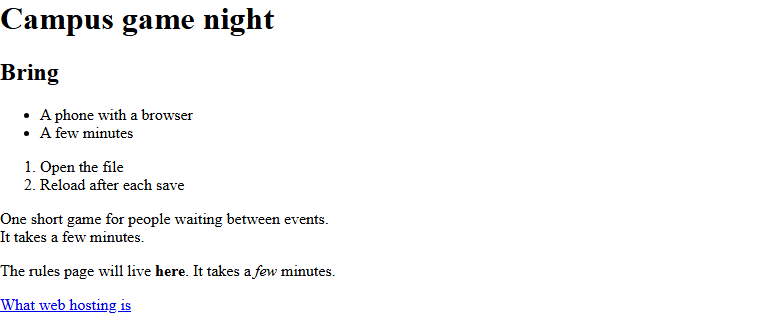 Campus game night
Bring
• A phone with a browser
• A few minutes
1. Open the file
2. Reload after each save
One short game for people waiting between events.
It takes a few minutes.
The rules page will live here. It takes a few minutes.
What web hosting is